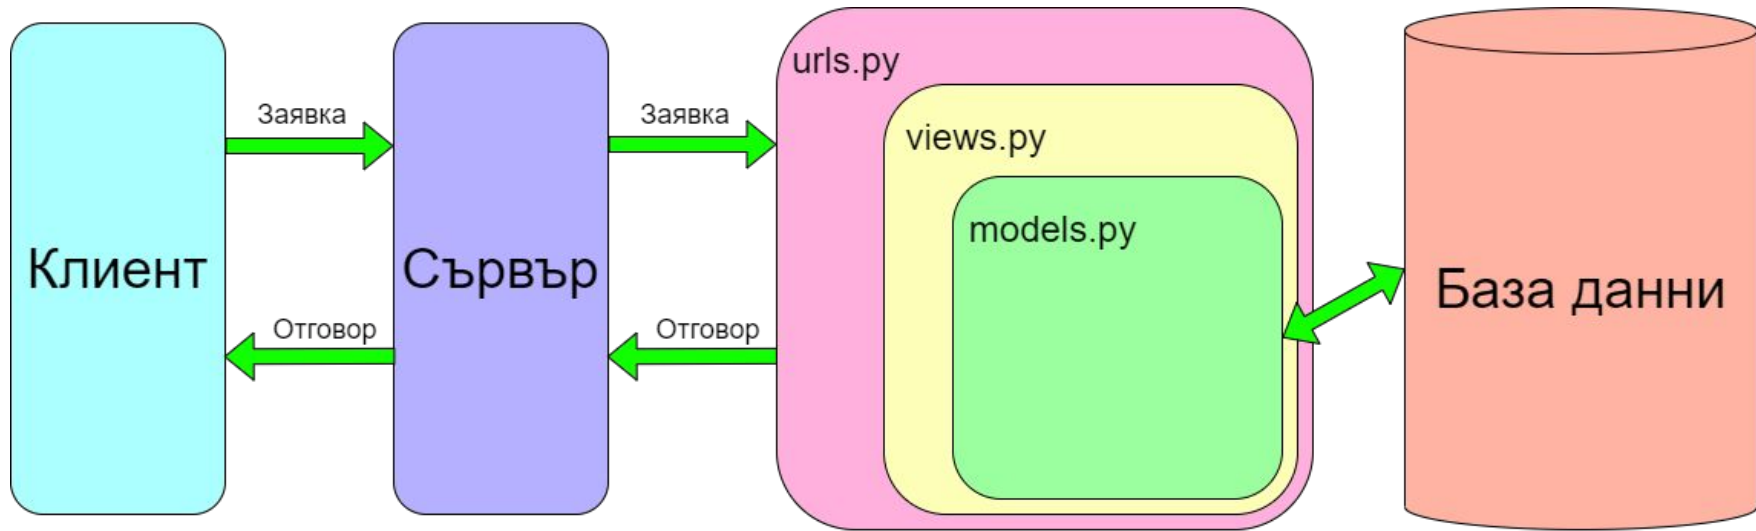 Клиент
Заявка
Отговор
Сървър
Заявка
Отговор
urls.py
views.py
models.py
База данни